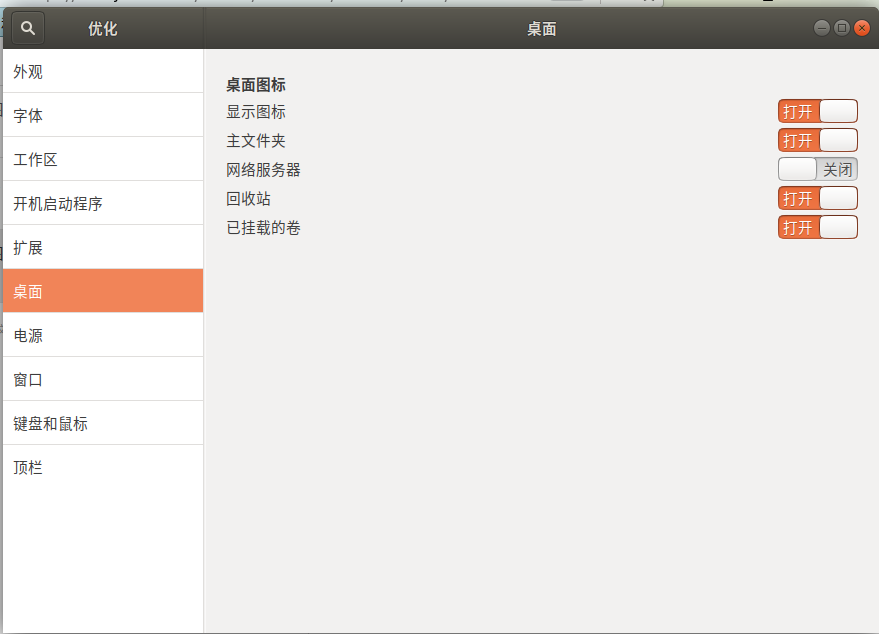 优化
桌面
外观
字体
工作区
开机启动程序
扩展
桌面
电源
窗口
键盘和鼠标
顶栏
桌面图标
显示图标 打开
主文件夹 打开
网络服务器 关闭
回收站 打开
已挂载的卷 打开